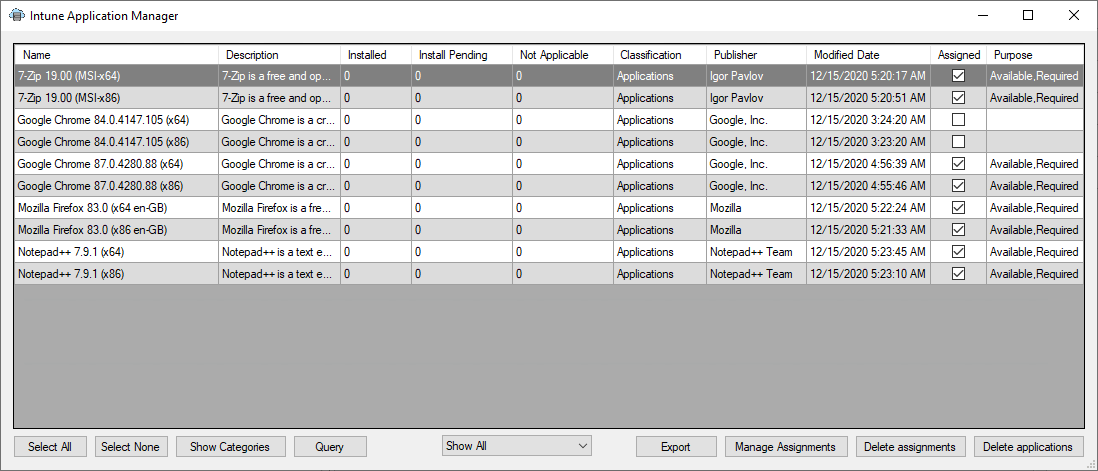 Intune Application Manager
Name Description Installed Install Pending Not Applicable Classification Publisher Modified Date Assigned Purpose
7-Zip 19.00 (MSI-x64) 7-Zip is a free and op... 0 0 0 Applications Igor Pavlov 12/15/2020 5:20:17 AM Available,Required
7-Zip 19.00 (MSI-x86) 7-Zip is a free and op... 0 0 0 Applications Igor Pavlov 12/15/2020 5:20:51 AM Available,Required
Google Chrome 84.0.4147.105 (x64) Google Chrome is a cr... 0 0 0 Applications Google, Inc. 12/15/2020 3:24:20 AM
Google Chrome 84.0.4147.105 (x86) Google Chrome is a cr... 0 0 0 Applications Google, Inc. 12/15/2020 3:23:20 AM
Google Chrome 87.0.4280.88 (x64) Google Chrome is a cr... 0 0 0 Applications Google, Inc. 12/15/2020 4:56:39 AM Available,Required
Google Chrome 87.0.4280.88 (x86) Google Chrome is a cr... 0 0 0 Applications Google, Inc. 12/15/2020 4:55:46 AM Available,Required
Mozilla Firefox 83.0 (x64 en-GB) Mozilla Firefox is a fre... 0 0 0 Applications Mozilla 12/15/2020 5:22:24 AM Available,Required
Mozilla Firefox 83.0 (x86 en-GB) Mozilla Firefox is a fre... 0 0 0 Applications Mozilla 12/15/2020 5:21:33 AM Available,Required
Notepad++ 7.9.1 (x64) Notepad++ is a text e... 0 0 0 Applications Notepad++ Team 12/15/2020 5:23:45 AM Available,Required
Notepad++ 7.9.1 (x86) Notepad++ is a text e... 0 0 0 Applications Notepad++ Team 12/15/2020 5:23:10 AM Available,Required
Select All Select None Show Categories Query Show All Export Manage Assignments Delete assignments Delete applications